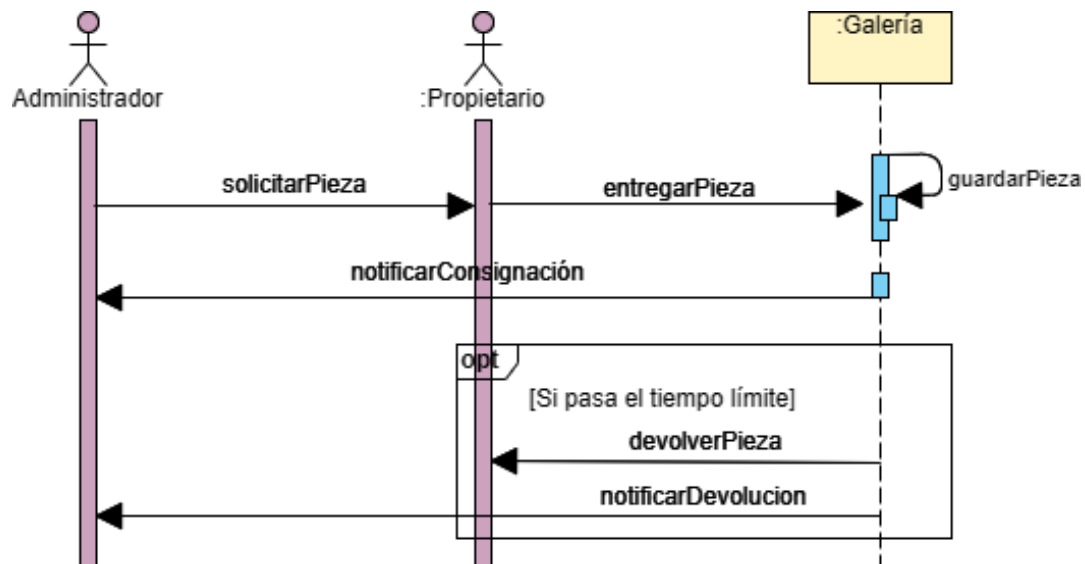 :Galería
Administrador
:Propietario
guardarPieza
solicitarPieza
entregarPieza
notificarConsignación
opt
[Si pasa el tiempo límite]
devolverPieza
notificarDevolucion